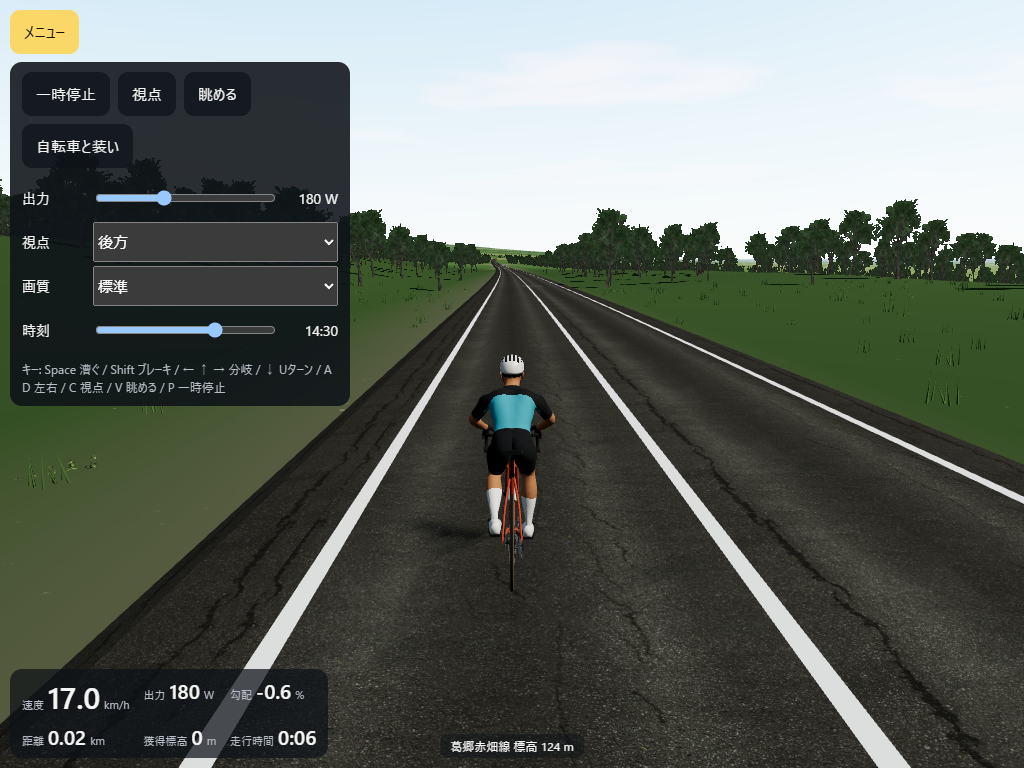 メニュー
一時停止 視点 眺める
自転車と装い
出力 180 W
視点 後方
画質 標準
時刻 14:30
キー: Space 漕ぐ / Shift ブレーキ / ← ↑ → 分岐 / ↓ Uターン / A
D 左右 / C 視点 / V 眺める / P 一時停止
速度 17.0 km/h 出力 180 W 勾配 -0.6 %
距離 0.02 km 獲得標高 0 m 走行時間 0:06
葛郷赤畑線 標高 124 m